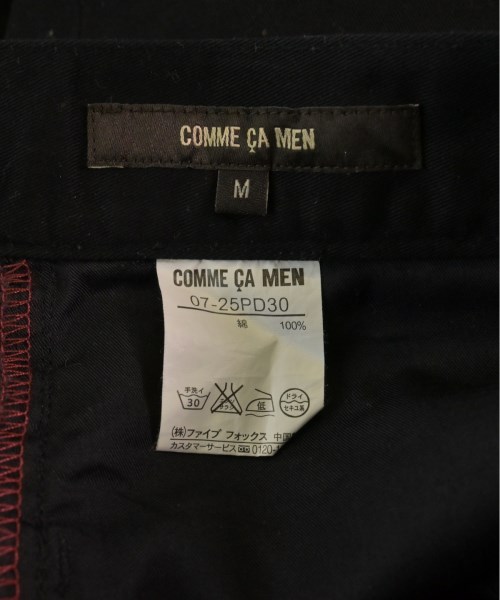 COMME ÇA MEN
M
COMME ÇA MEN
07-25PD30
綿 100%
手洗イ 30 低 ドライ セキユ系
(株)ファイブ フォックス 中国
カスタマーサービス 0120-